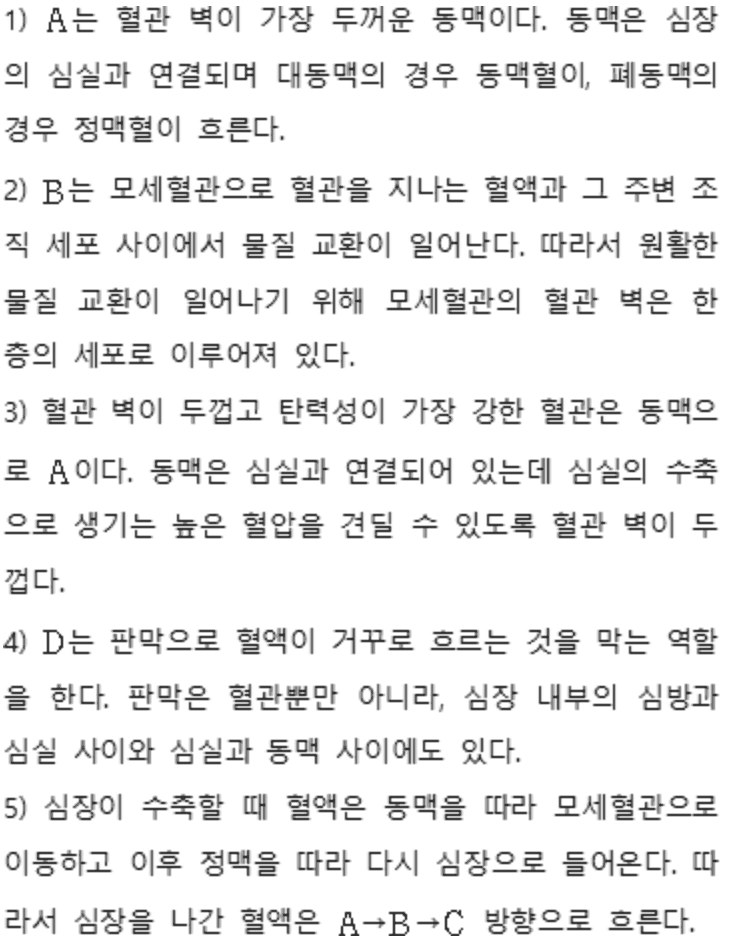 1) A는 혈관 벽이 가장 두꺼운 동맥이다. 동맥은 심장
의 심실과 연결되며 대동맥의 경우 동맥혈이, 폐동맥의
경우 정맥혈이 흐른다.
2) B는 모세혈관으로 혈관을 지나는 혈액과 그 주변 조
직 세포 사이에서 물질 교환이 일어난다. 따라서 원활한
물질 교환이 일어나기 위해 모세혈관의 혈관 벽은 한
층의 세포로 이루어져 있다.
3) 혈관 벽이 두껍고 탄력성이 가장 강한 혈관은 동맥으
로 A이다. 동맥은 심실과 연결되어 있는데 심실의 수축
으로 생기는 높은 혈압을 견딜 수 있도록 혈관 벽이 두
껍다.
4) D는 판막으로 혈액이 거꾸로 흐르는 것을 막는 역할
을 한다. 판막은 혈관뿐만 아니라, 심장 내부의 심방과
심실 사이와 심실과 동맥 사이에도 있다.
5) 심장이 수축할 때 혈액은 동맥을 따라 모세혈관으로
이동하고 이후 정맥을 따라 다시 심장으로 들어온다. 따
라서 심장을 나간 혈액은 A→B→C 방향으로 흐른다.